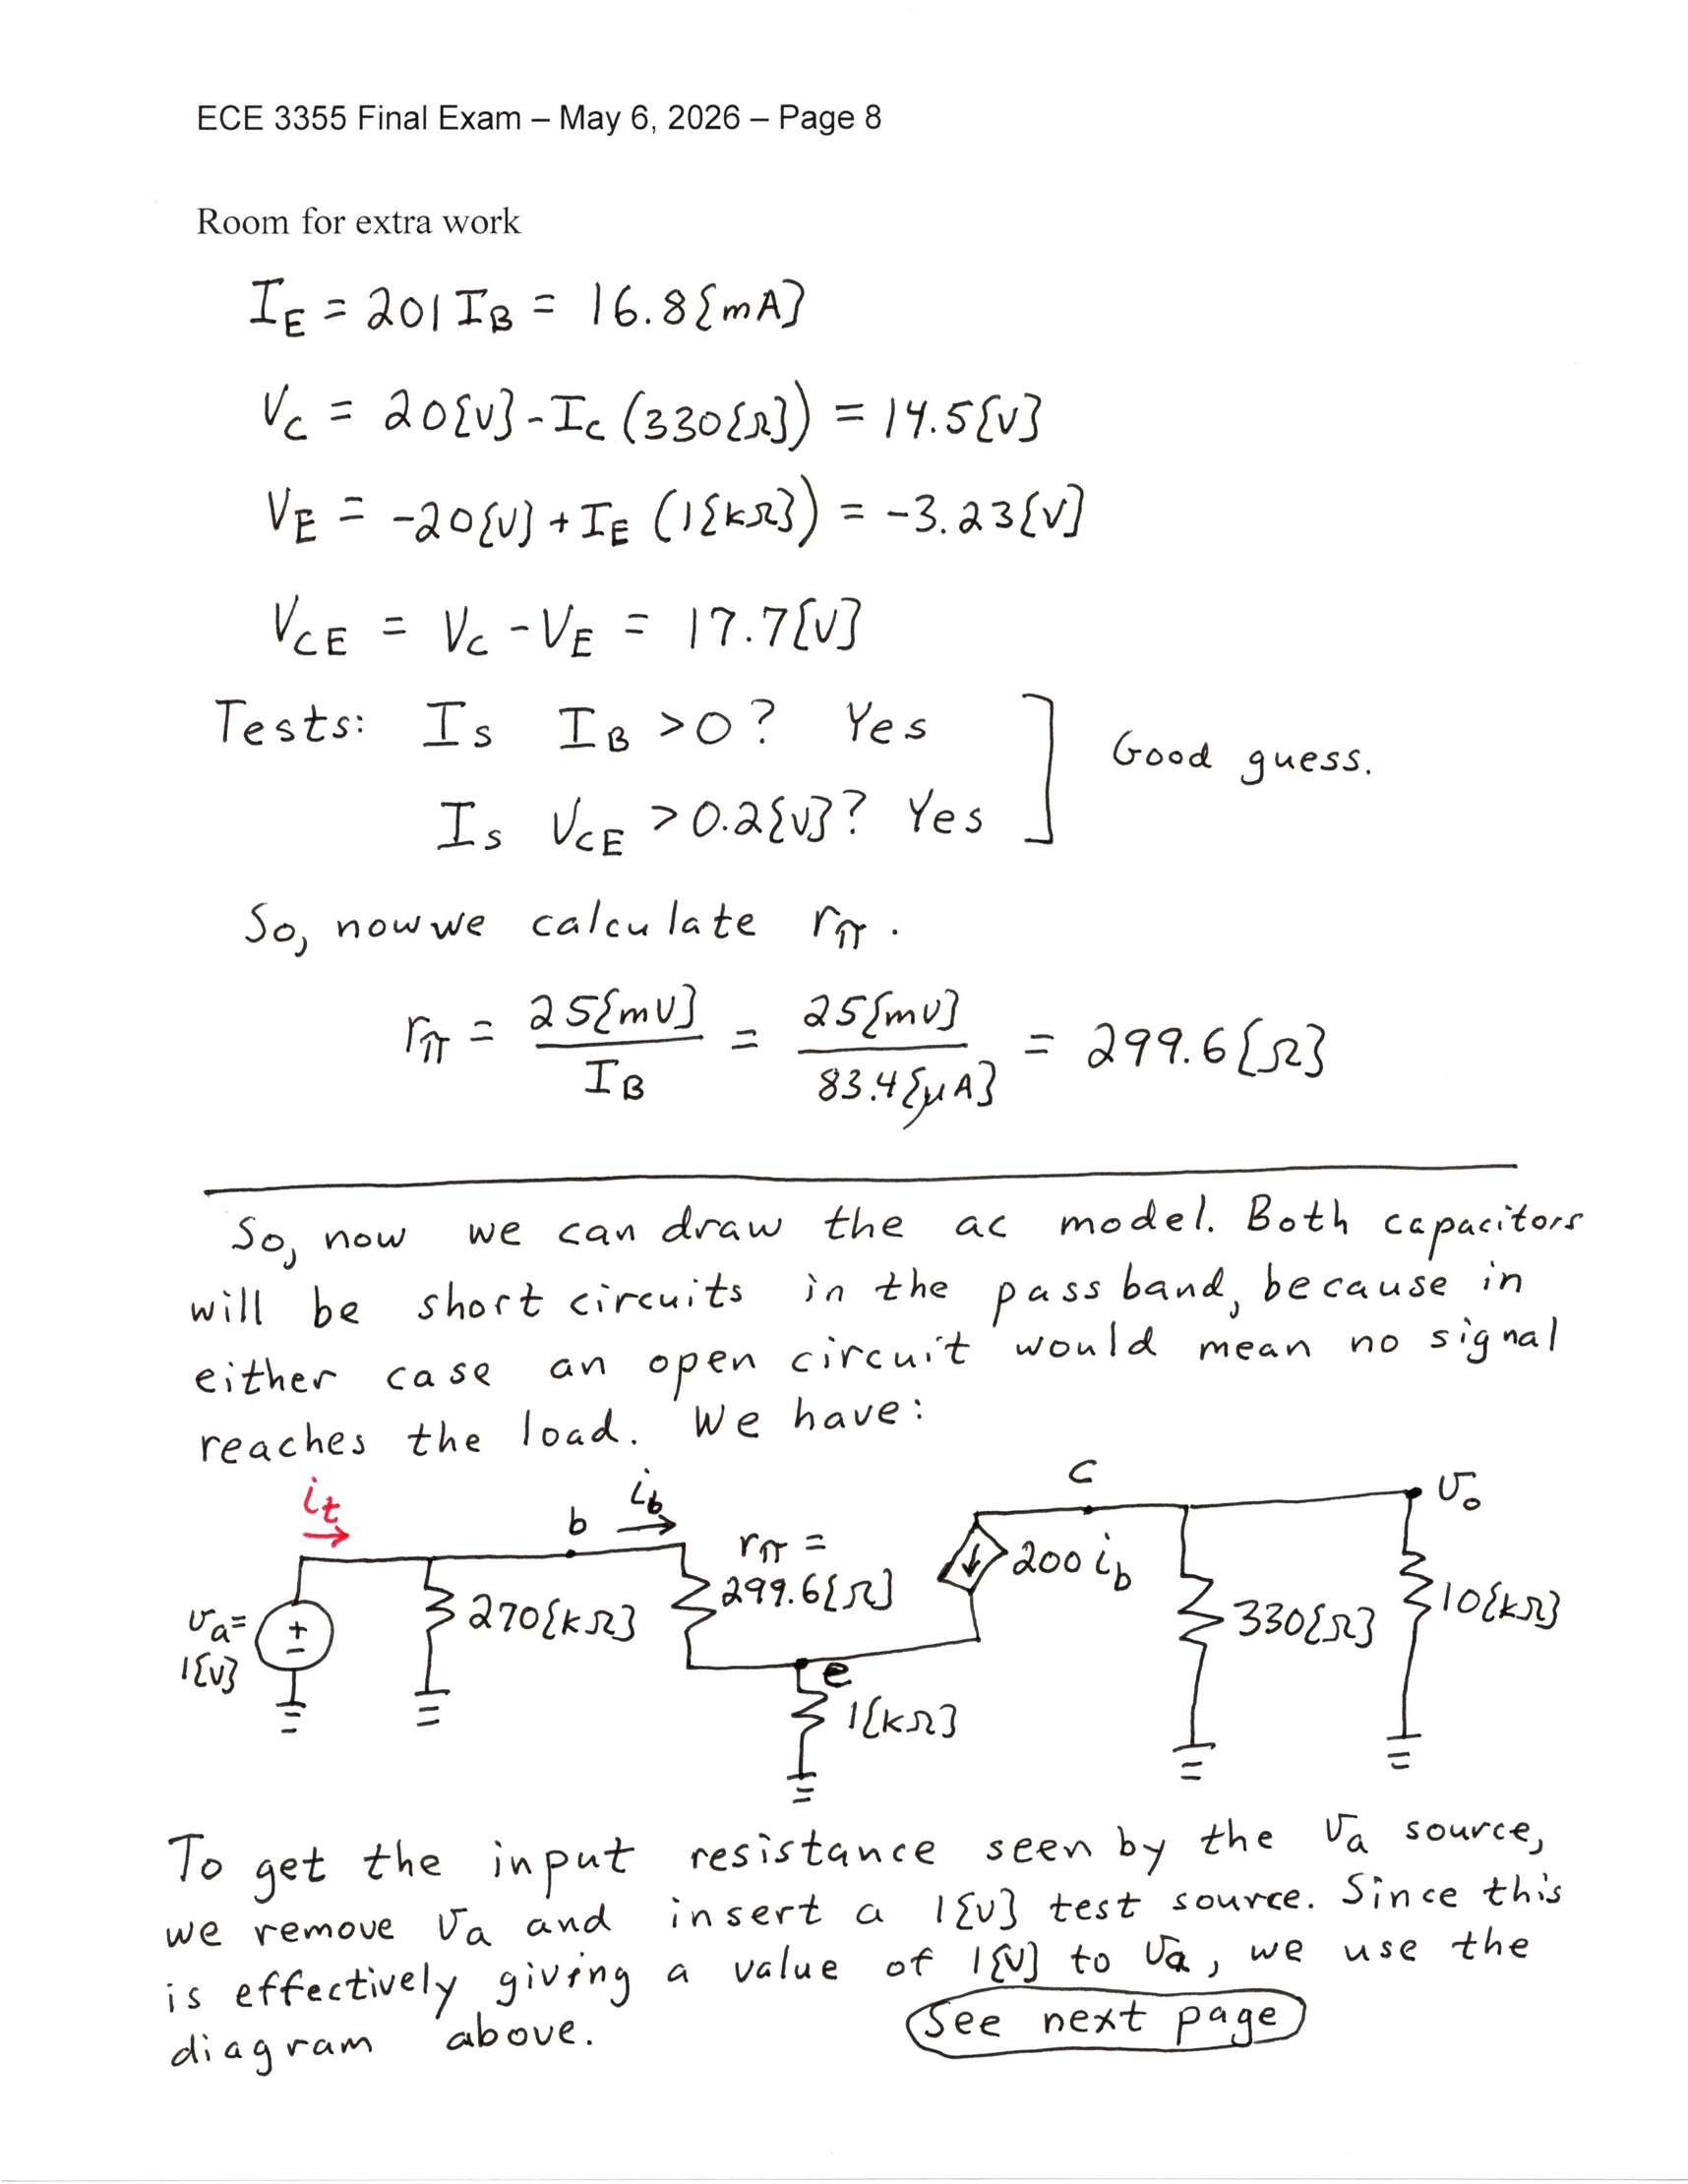 ECE 3355 Final Exam – May 6, 2026 – Page 8
Room for extra work
I_E = 201 I_B = 16.8{mA}
V_C = 20{V} - I_C (330{Ω}) = 14.5{V}
V_E = -20{V} + I_E (1{kΩ}) = -3.23{V}
V_CE = V_C - V_E = 17.7{V}
Tests: Is I_B > 0? Yes
Good guess.
Is V_CE > 0.2{V}? Yes
So, now we calculate r_π.
r_π = 25{mV} / I_B = 25{mV} / 83.4{μA} = 299.6{Ω}
So, now we can draw the ac model. Both capacitors
will be short circuits in the pass band, because in
either case an open circuit would mean no signal
reaches the load. We have:
i_t
b
i_b
c
v_o
r_π =
299.6{Ω}
200 i_b
v_a =
1{V}
+
-
270{kΩ}
330{Ω}
10{kΩ}
e
1{kΩ}
To get the input resistance seen by the v_a source,
we remove v_a and insert a 1{V} test source. Since this
is effectively giving a value of 1{V} to v_a, we use the
diagram above.
See next page